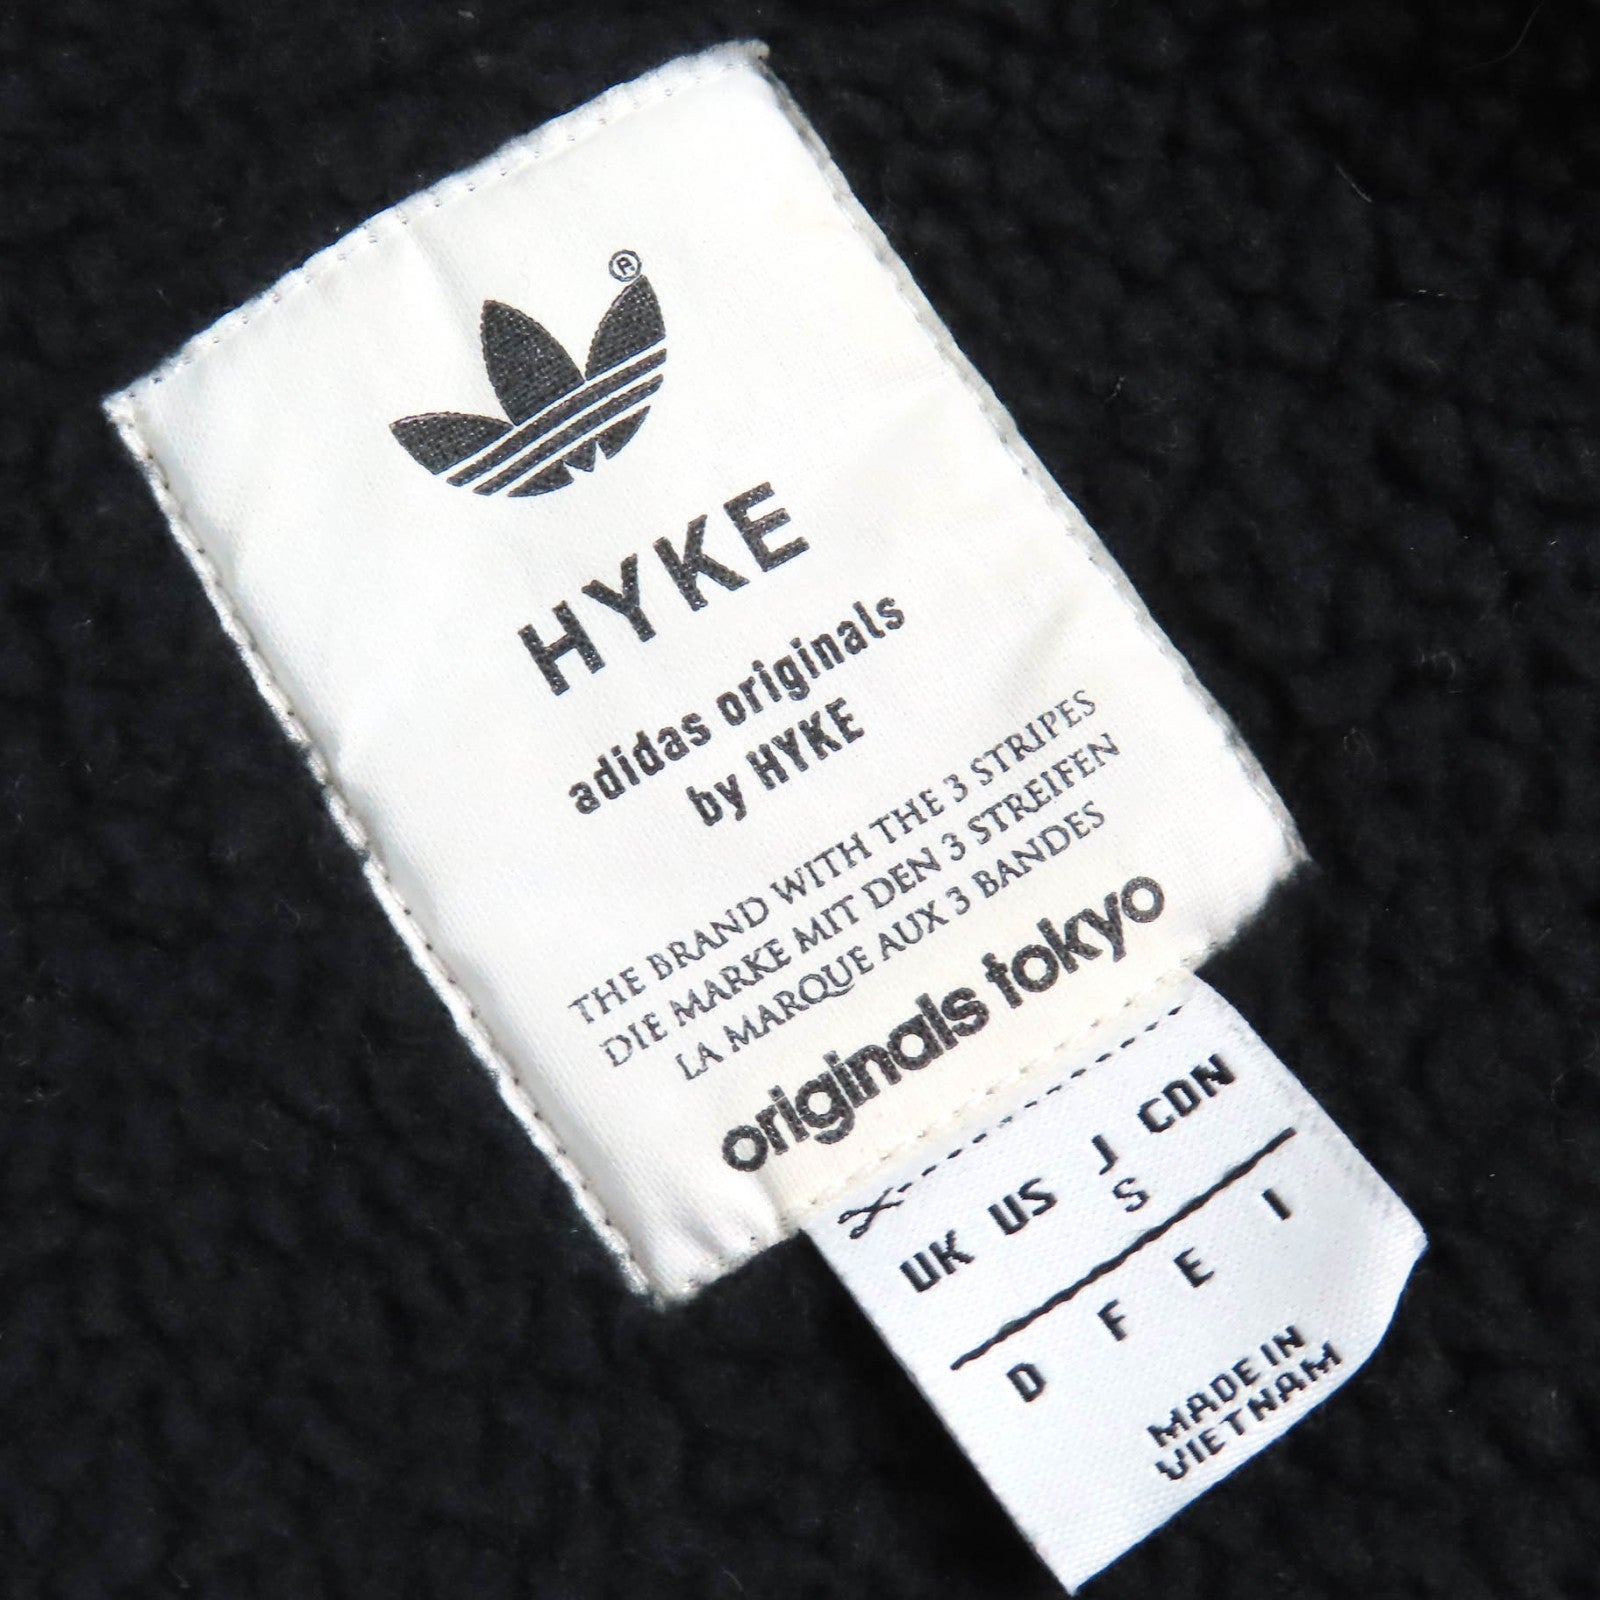 ®
HYKE
adidas originals
by HYKE
THE BRAND WITH THE 3 STRIPES
DIE MARKE MIT DEN 3 STREIFEN
LA MARQUE AUX 3 BANDES
originals tokyo
UK US J CDN
S
D F E I
MADE IN
VIETNAM